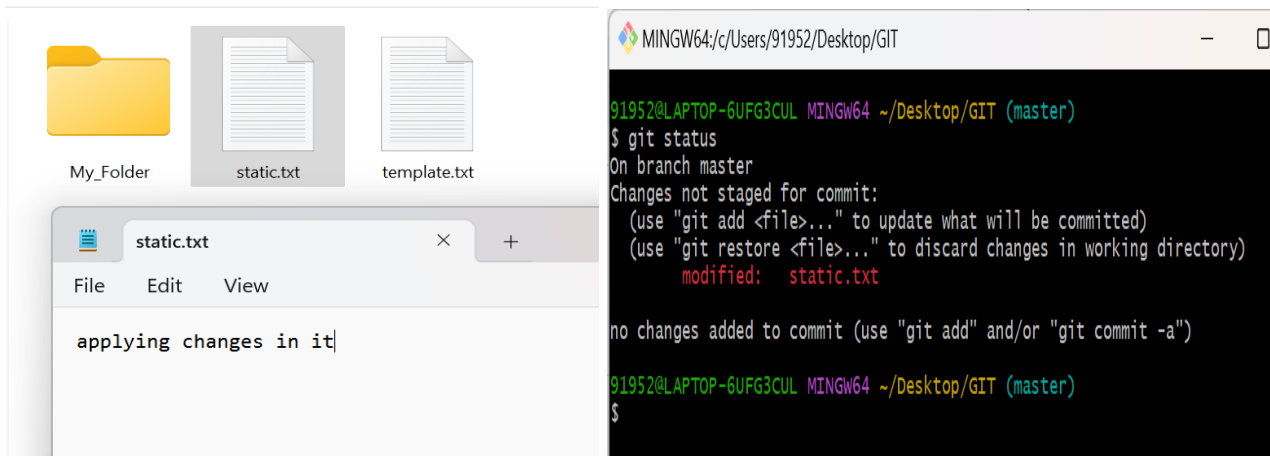 My_Folder
static.txt
template.txt
static.txt
File Edit View
applying changes in it
MINGW64:/c/Users/91952/Desktop/GIT
91952@LAPTOP-6UFG3CUL MINGW64 ~/Desktop/GIT (master)
$ git status
On branch master
Changes not staged for commit:
  (use "git add <file>..." to update what will be committed)
  (use "git restore <file>..." to discard changes in working directory)
        modified:   static.txt
no changes added to commit (use "git add" and/or "git commit -a")
91952@LAPTOP-6UFG3CUL MINGW64 ~/Desktop/GIT (master)
$